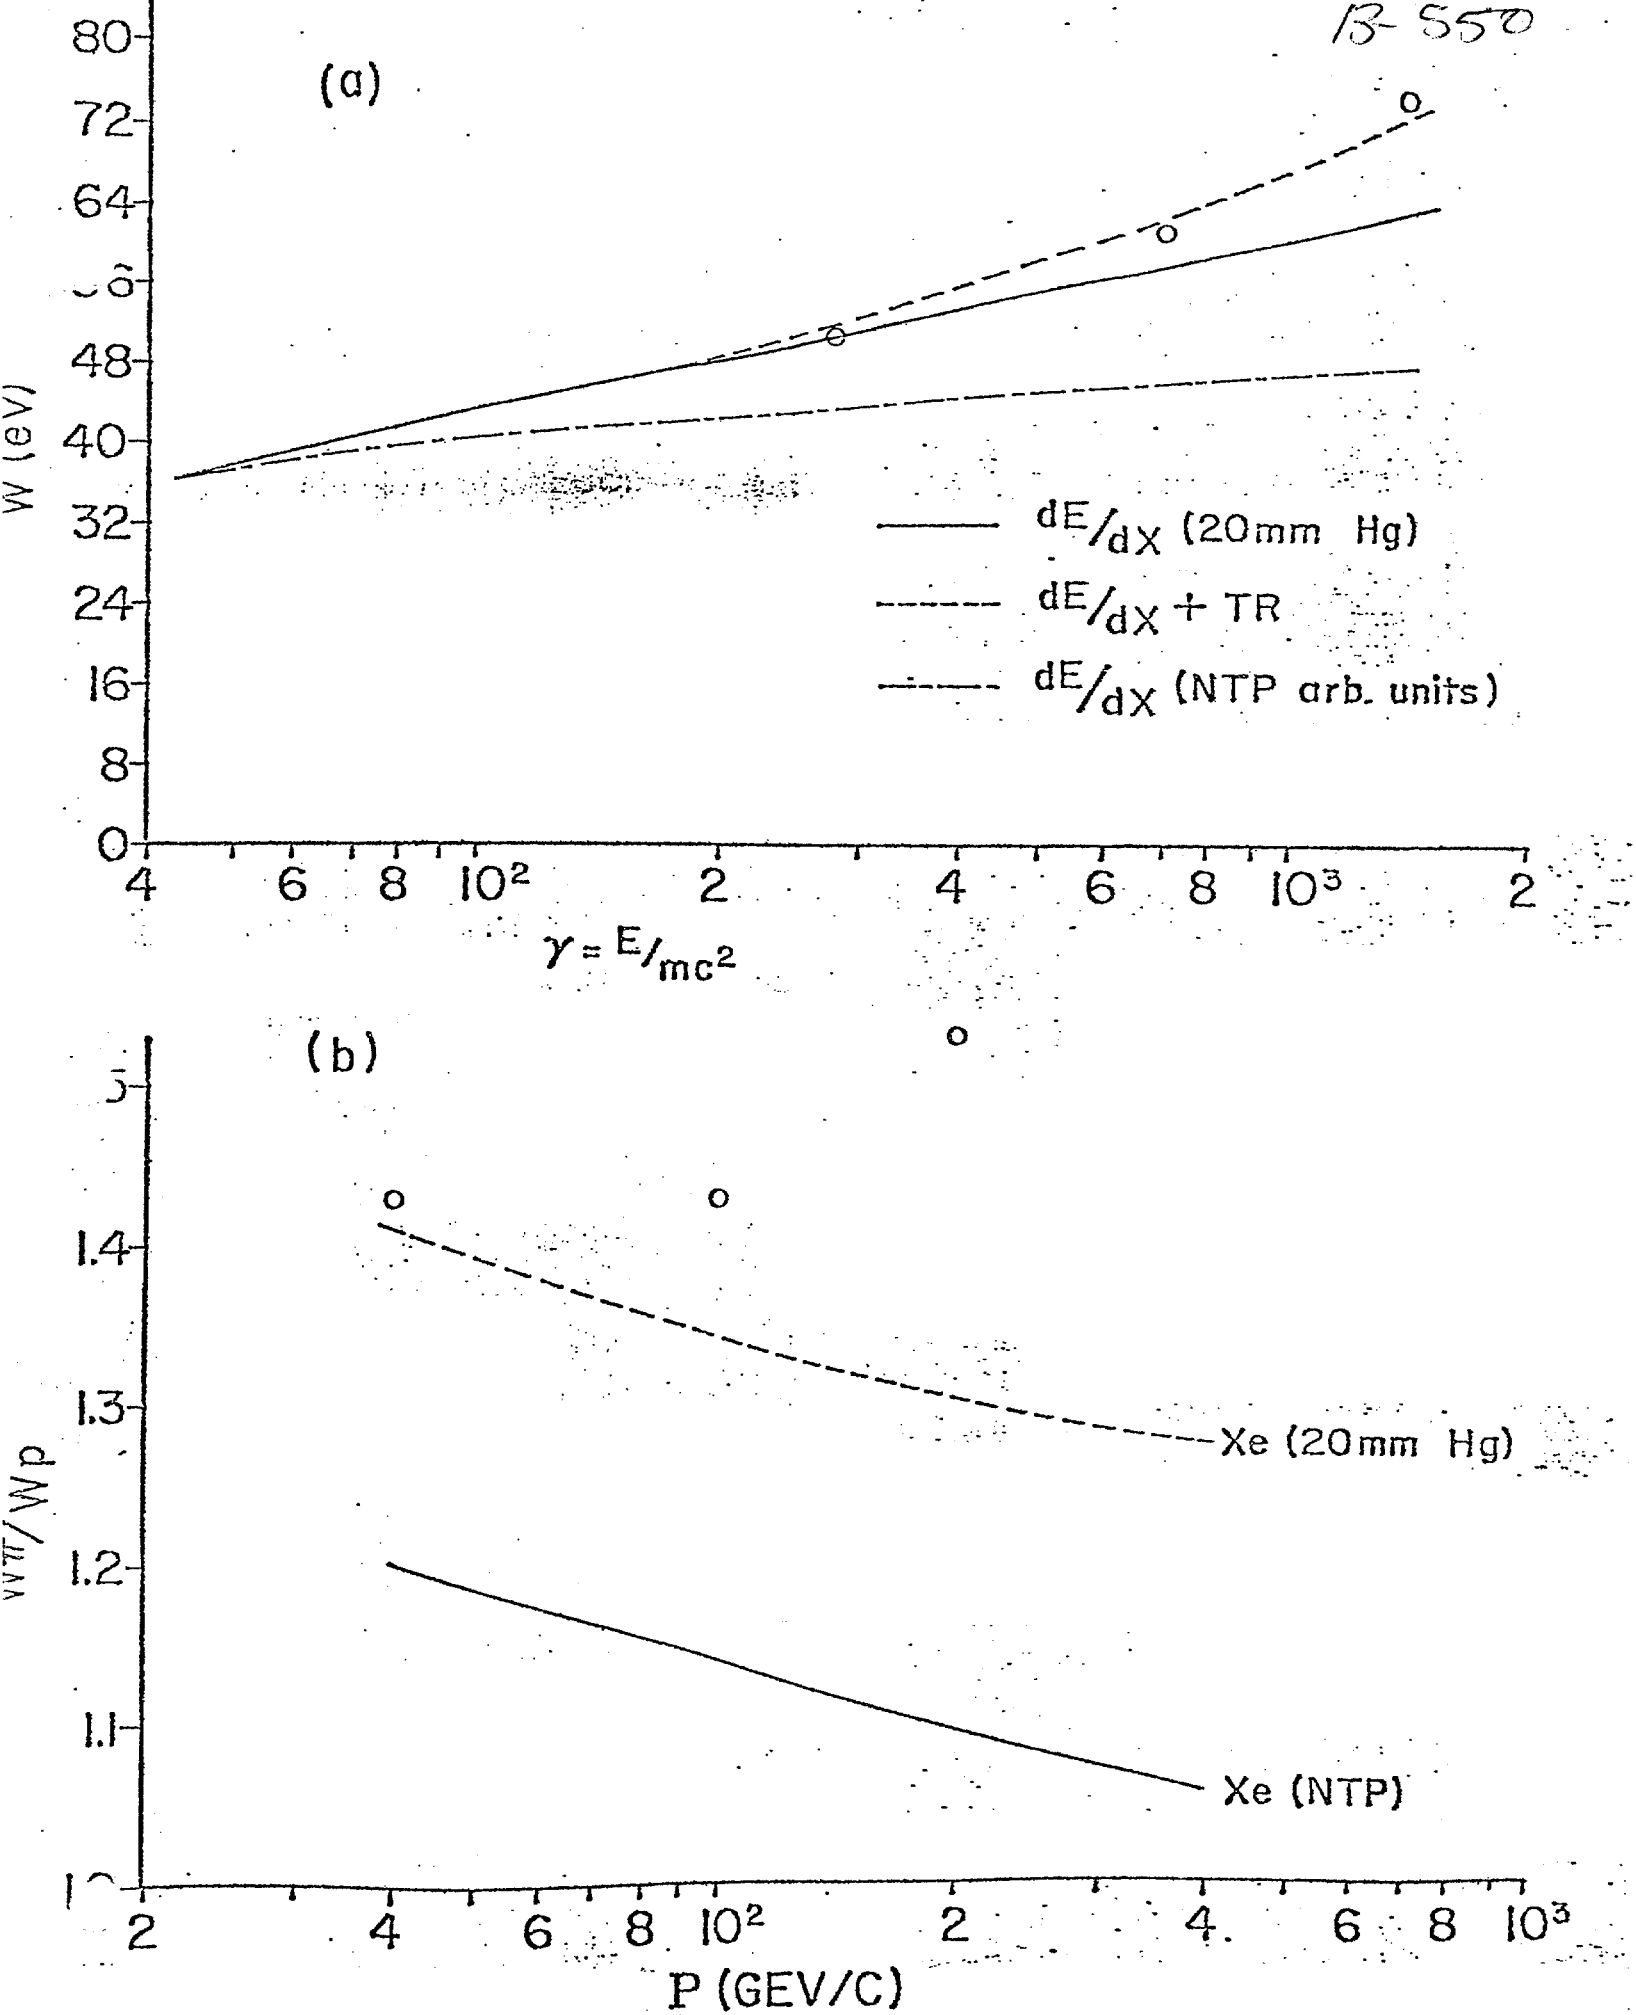 B-550
80
(a)
72
64
48
40
W (eV)
32
24
16
8
0
dE/dX (20mm Hg)
dE/dX + TR
dE/dX (NTP arb. units)
4 6 8 10² 2 4 6 8 10³ 2
γ = E/mc²
(b)
1.4
1.3
1.2
1.1
Wπ/Wp
Xe (20mm Hg)
Xe (NTP)
2 4 6 8 10² 2 4. 6 8 10³
P (GEV/C)